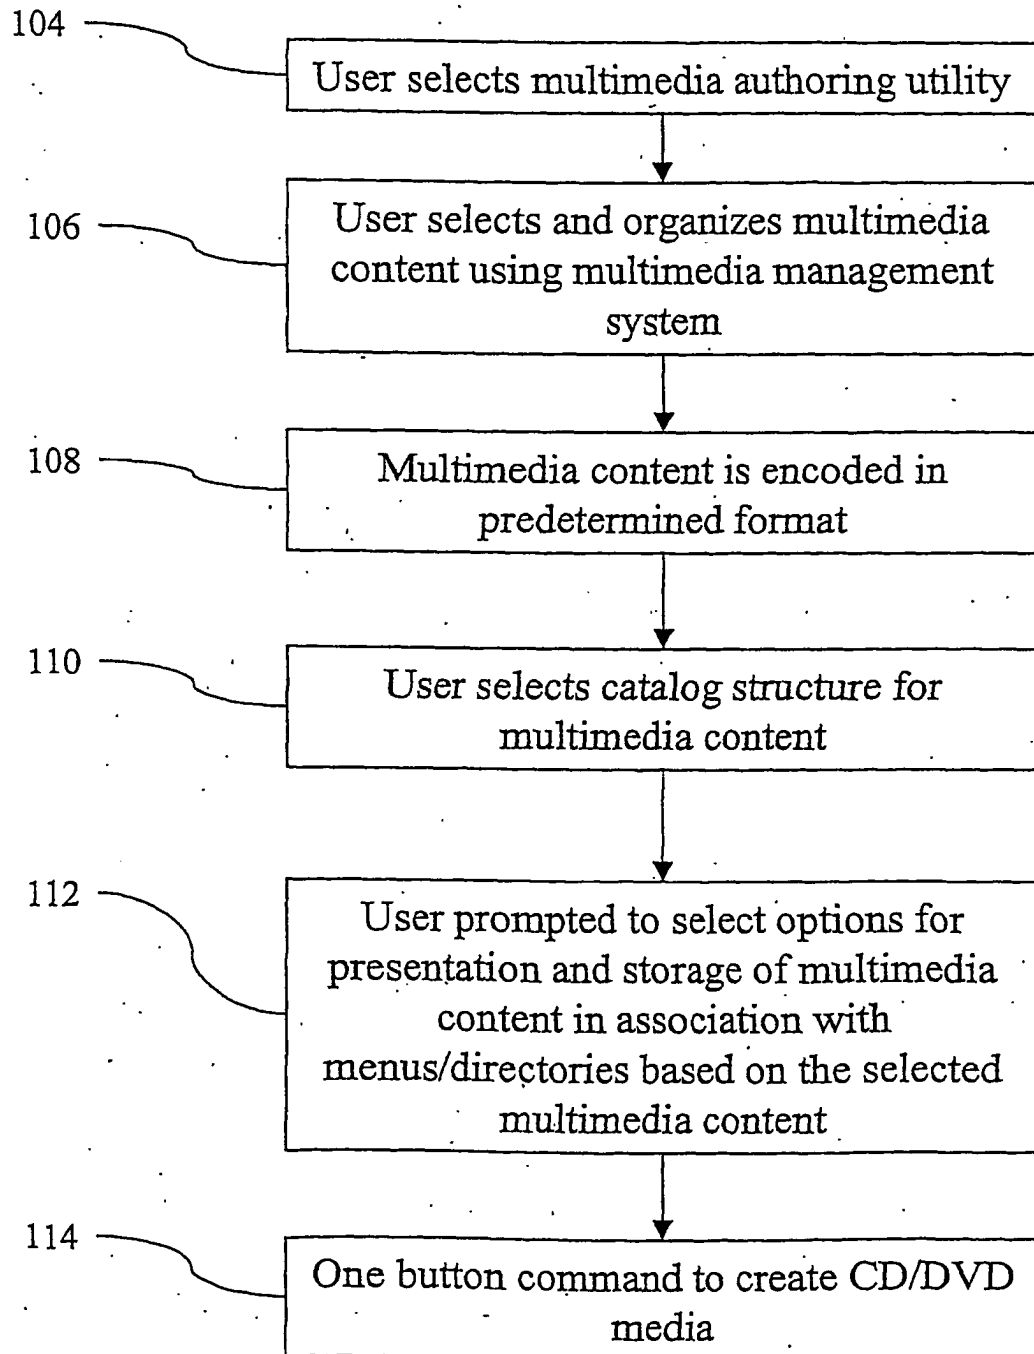 104
User selects multimedia authoring utility
106
User selects and organizes multimedia
content using multimedia management
system
108
Multimedia content is encoded in
predetermined format
110
User selects catalog structure for
multimedia content
112
User prompted to select options for
presentation and storage of multimedia
content in association with
menus/directories based on the selected
multimedia content
114
One button command to create CD/DVD
media